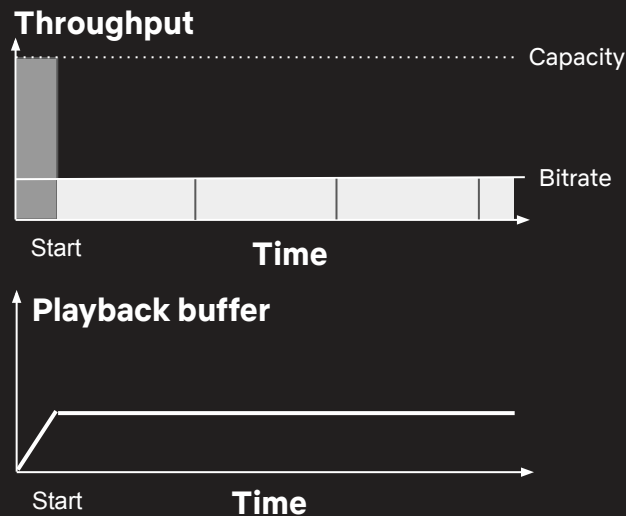 Throughput
Capacity
Bitrate
Start
Time
Playback buffer
Start
Time